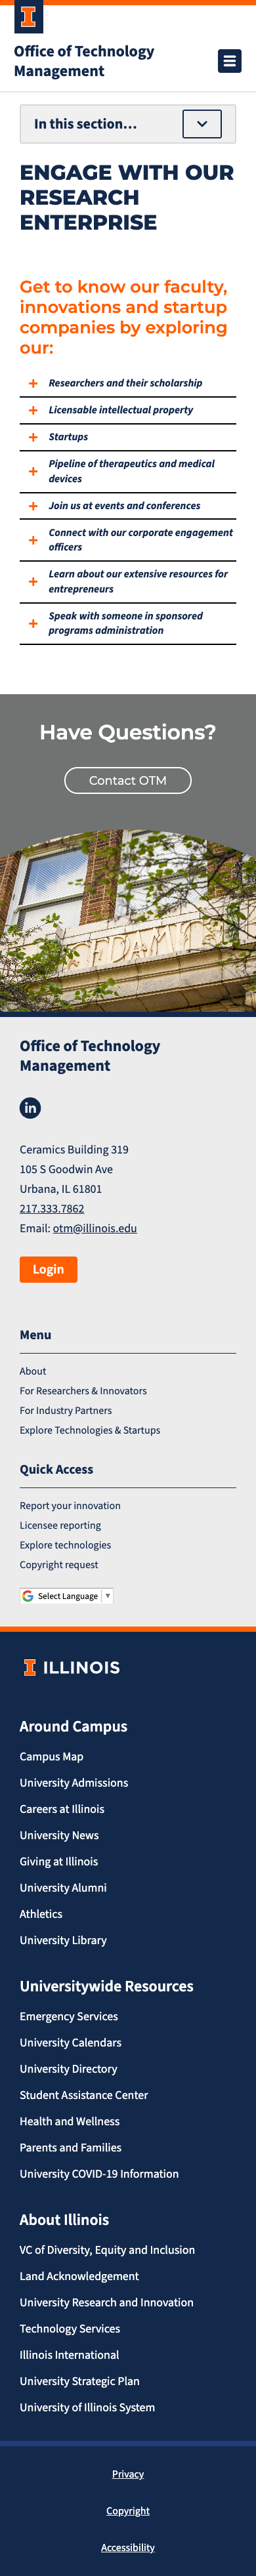 Office of Technology
Management
In this section...
ENGAGE WITH OUR
RESEARCH
ENTERPRISE
Get to know our faculty,
innovations and startup
companies by exploring
our:
Researchers and their scholarship
Licensable intellectual property
Startups
Pipeline of therapeutics and medical
devices
Join us at events and conferences
Connect with our corporate engagement
officers
Learn about our extensive resources for
entrepreneurs
Speak with someone in sponsored
programs administration
Have Questions?
Contact OTM
Office of Technology
Management
in
Ceramics Building 319
105 S Goodwin Ave
Urbana, IL 61801
217.333.7862
Email: otm@illinois.edu
Login
Menu
About
For Researchers & Innovators
For Industry Partners
Explore Technologies & Startups
Quick Access
Report your innovation
Licensee reporting
Explore technologies
Copyright request
Select Language ▼
ILLINOIS
Around Campus
Campus Map
University Admissions
Careers at Illinois
University News
Giving at Illinois
University Alumni
Athletics
University Library
Universitywide Resources
Emergency Services
University Calendars
University Directory
Student Assistance Center
Health and Wellness
Parents and Families
University COVID-19 Information
About Illinois
VC of Diversity, Equity and Inclusion
Land Acknowledgement
University Research and Innovation
Technology Services
Illinois International
University Strategic Plan
University of Illinois System
Privacy
Copyright
Accessibility